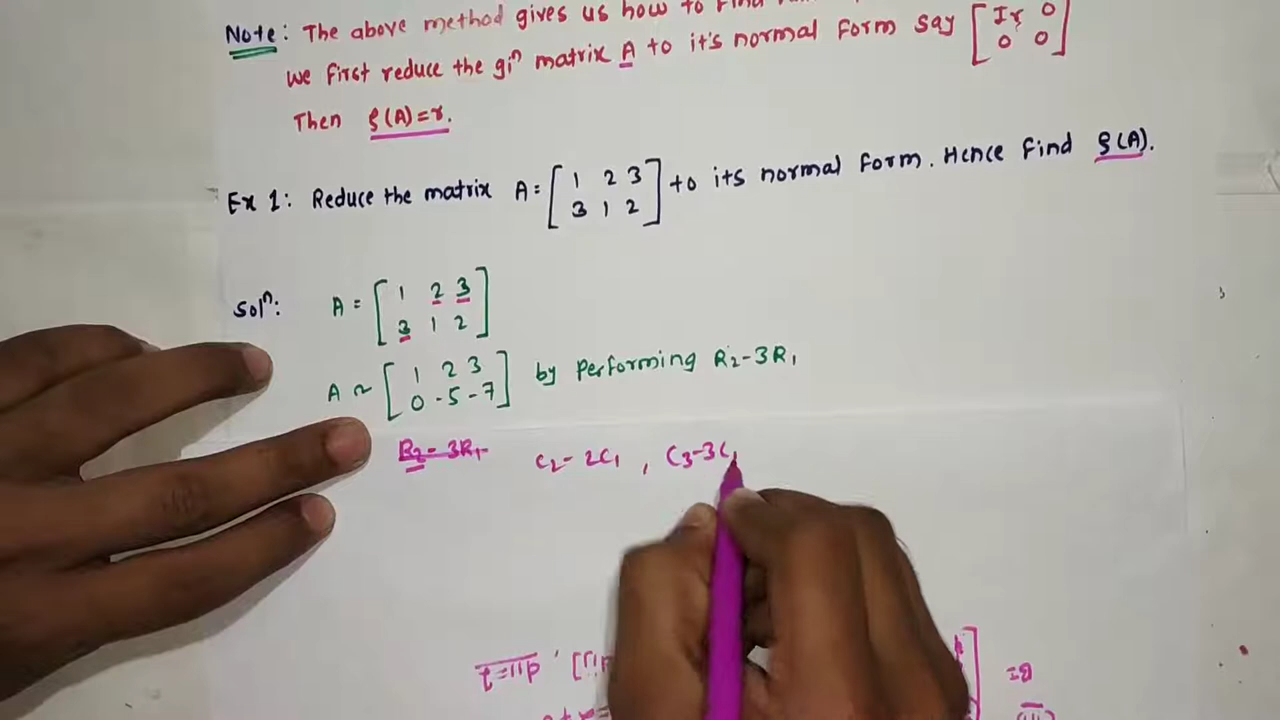 Note: The above method gives us how to find
we first reduce the giⁿ matrix A to it's normal form say [ Ir 0
0 0 ]
Then ρ(A)=r.
Ex 1: Reduce the matrix A = [ 1 2 3
3 1 2 ] to its normal form. Hence find ρ(A).
Solⁿ: A = [ 1 2 3
3 1 2 ]
A ~ [ 1 2 3
0 -5 -7 ] by performing R₂-3R₁
R₂-3R₁ C₂-2C₁ , C₃-3C₁